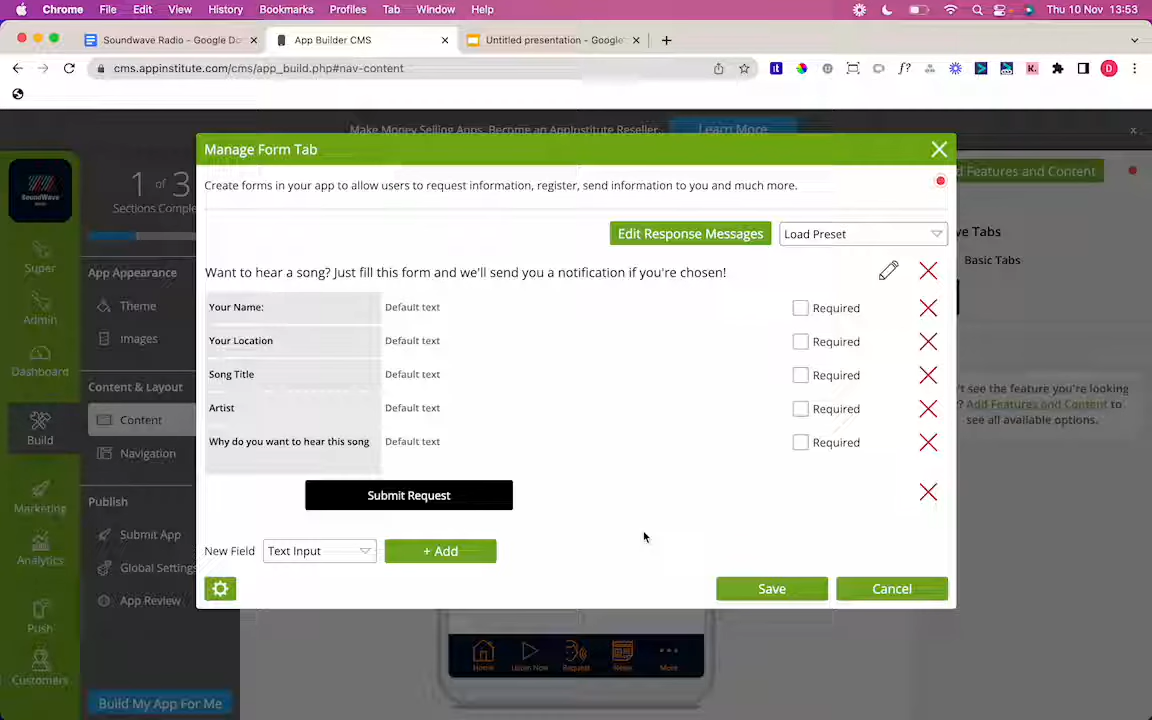 Chrome File Edit View History Bookmarks Profiles Tab Window Help Thu 10 Nov 13:53
Soundwave Radio – Google Do App Builder CMS Untitled presentation - Google
cms.appinstitute.com/cms/app_build.php#nav-content
Make Money Selling Apps. Become an AppInstitute Reseller.. Learn More x
Manage Form Tab
Create forms in your app to allow users to request information, register, send information to you and much more.
d Features and Content
1 of 3
Sections Comple
SoundWave
Edit Response Messages Load Preset
ve Tabs
Basic Tabs
Super
App Appearance
Want to hear a song? Just fill this form and we'll send you a notification if you're chosen!
Theme
Your Name: Default text Required
Admin
Images
Your Location Default text Required
Dashboard
Song Title Default text Required
Content & Layout
't see the feature you're looking
? Add Features and Content to
see all available options.
Artist Default text Required
Content
Build
Why do you want to hear this song Default text Required
Navigation
Submit Request
Publish
Marketing
Submit App
New Field Text Input + Add
Analytics
Global Settings
Save Cancel
App Review
Push
Home Listen Now Request News More
Customers
Build My App For Me